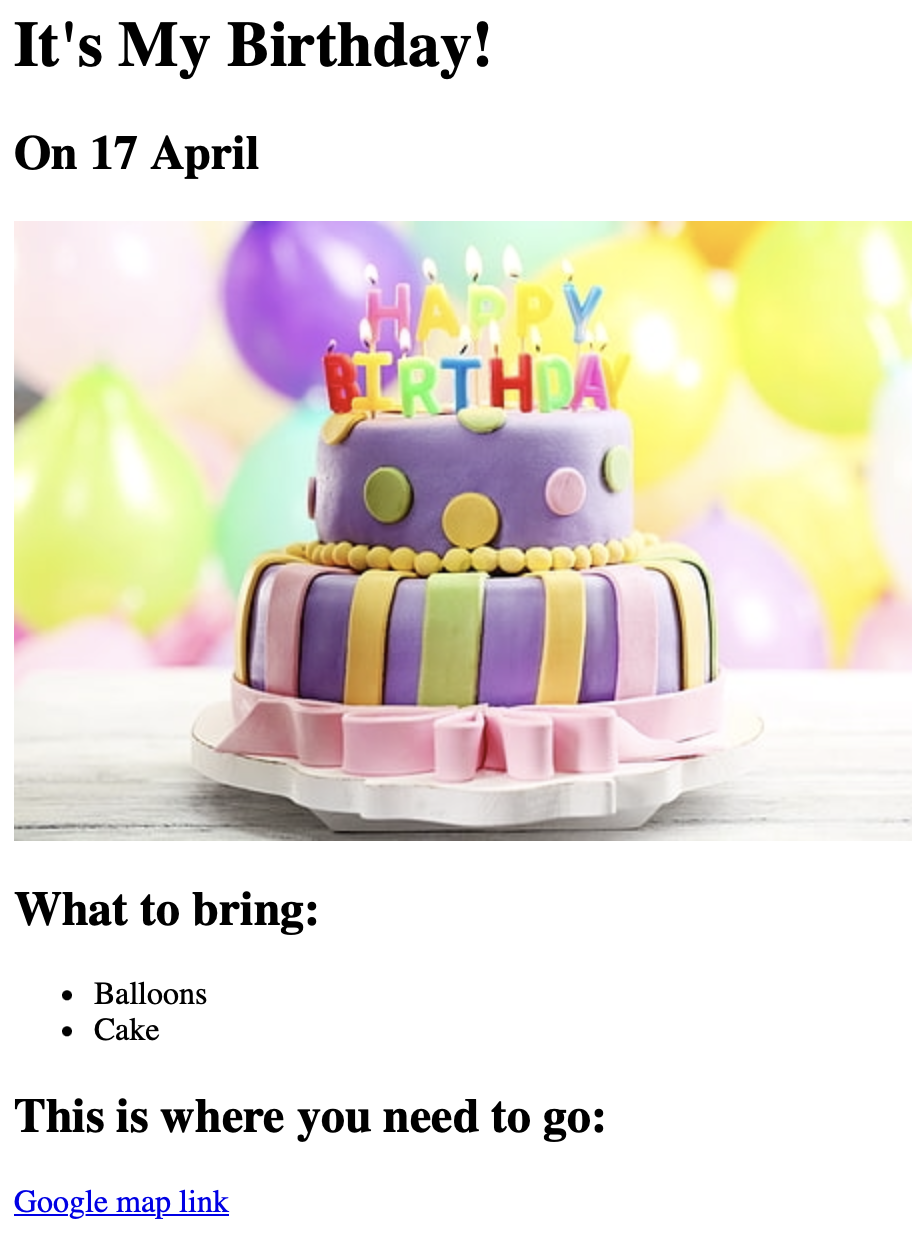 It's My Birthday!
On 17 April
HAPPY
BIRTHDAY
What to bring:
Balloons
Cake
This is where you need to go:
Google map link